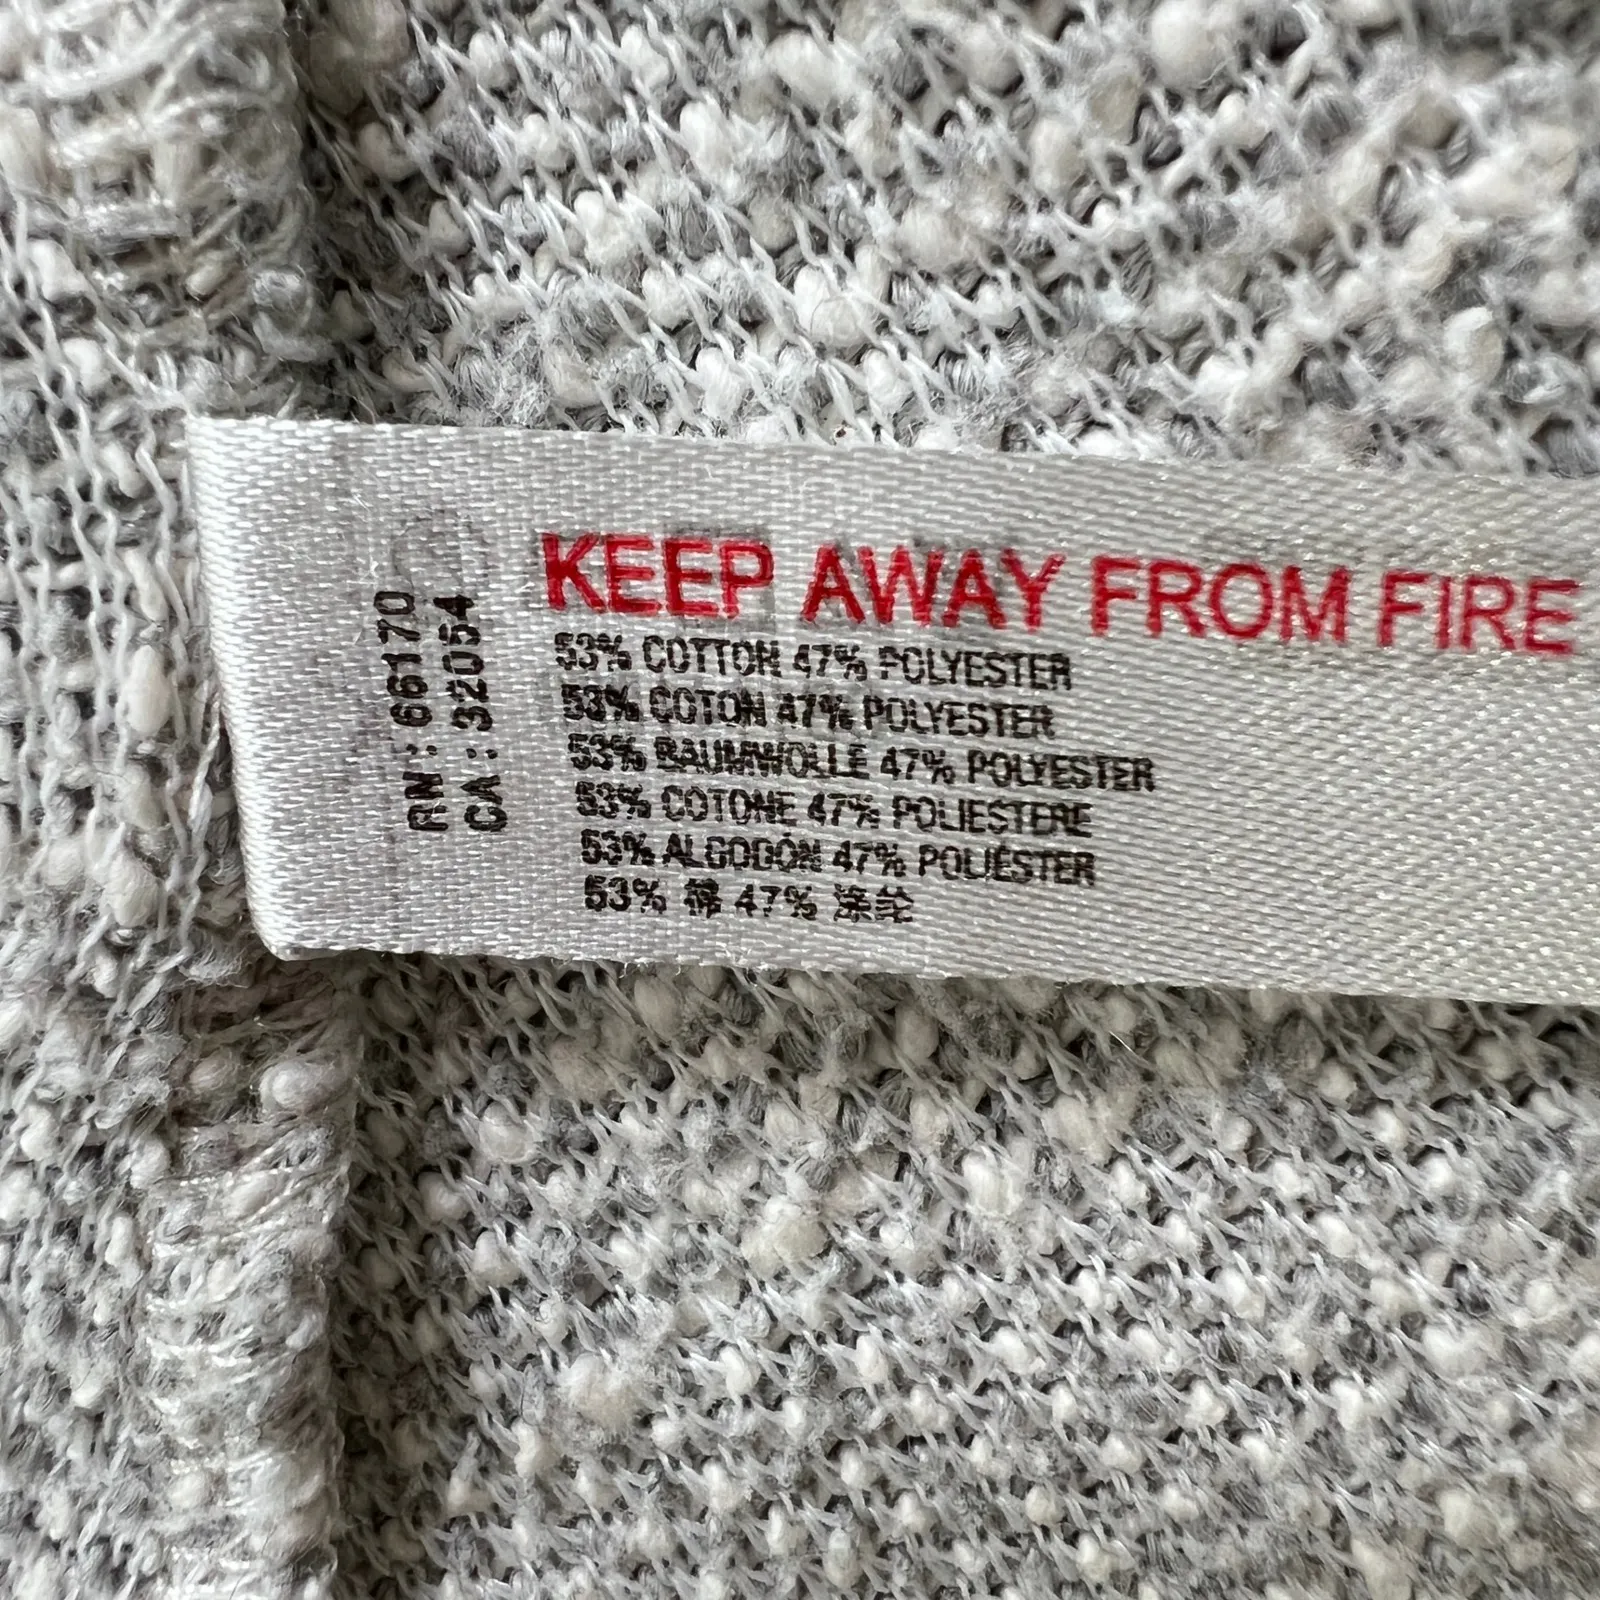 RN: 66170
CA: 32054
KEEP AWAY FROM FIRE
53% COTTON 47% POLYESTER
53% COTON 47% POLYESTER
53% BAUMWOLLE 47% POLYESTER
53% COTONE 47% POLIESTERE
53% ALGODÓN 47% POLIÉSTER
53% 棉 47% 涤纶